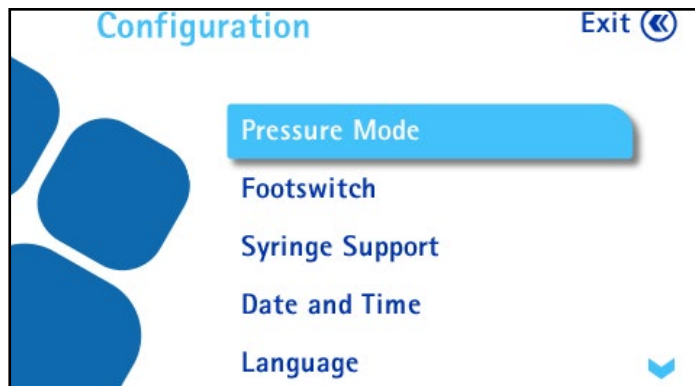 Configuration
Exit
Pressure Mode
Footswitch
Syringe Support
Date and Time
Language